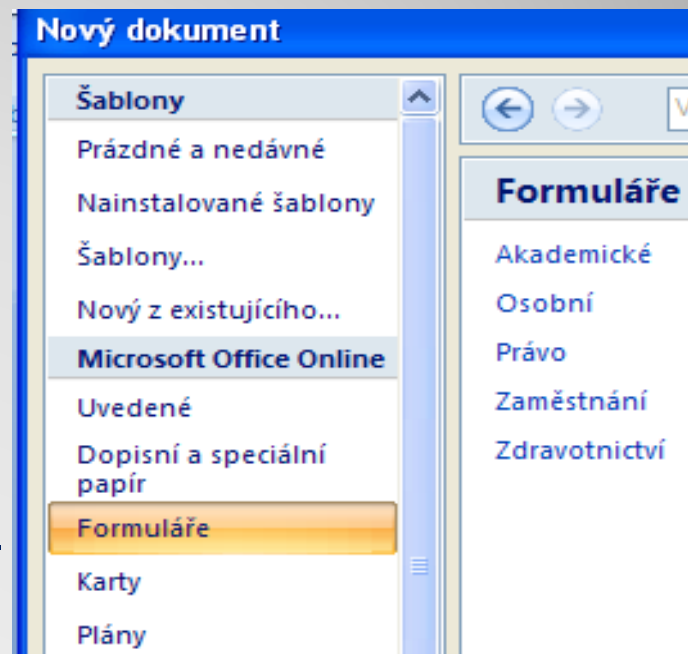 Nový dokument
Šablony
Prázdné a nedávné
Nainstalované šablony
Šablony...
Nový z existujícího...
Microsoft Office Online
Uvedené
Dopisní a speciální
papír
Formuláře
Karty
Plány
Formuláře
Akademické
Osobní
Právo
Zaměstnání
Zdravotnictví